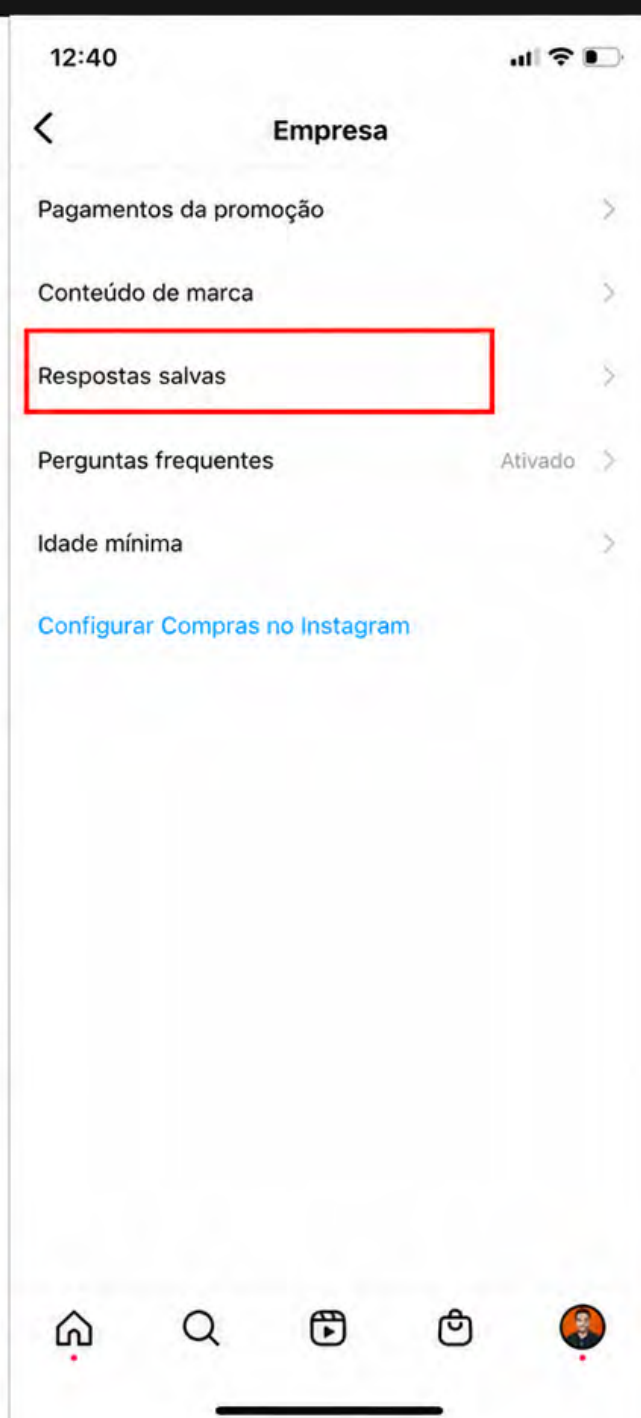 12:40
Empresa
Pagamentos da promoção
Conteúdo de marca
Respostas salvas
Perguntas frequentes Ativado
Idade mínima
Configurar Compras no Instagram